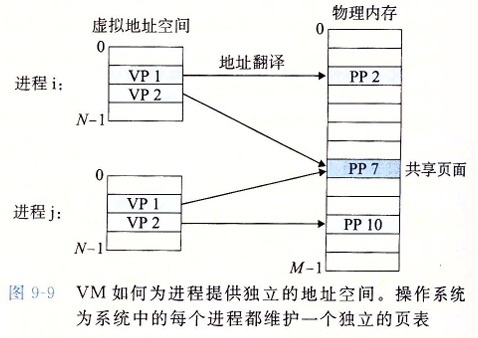 虚拟地址空间
物理内存
0
0
进程 i:
VP 1
VP 2
N-1
地址翻译
PP 2
PP 7
共享页面
0
进程 j:
VP 1
VP 2
N-1
PP 10
M-1
图 9-9 VM 如何为进程提供独立的地址空间。操作系统
为系统中的每个进程都维护一个独立的页表